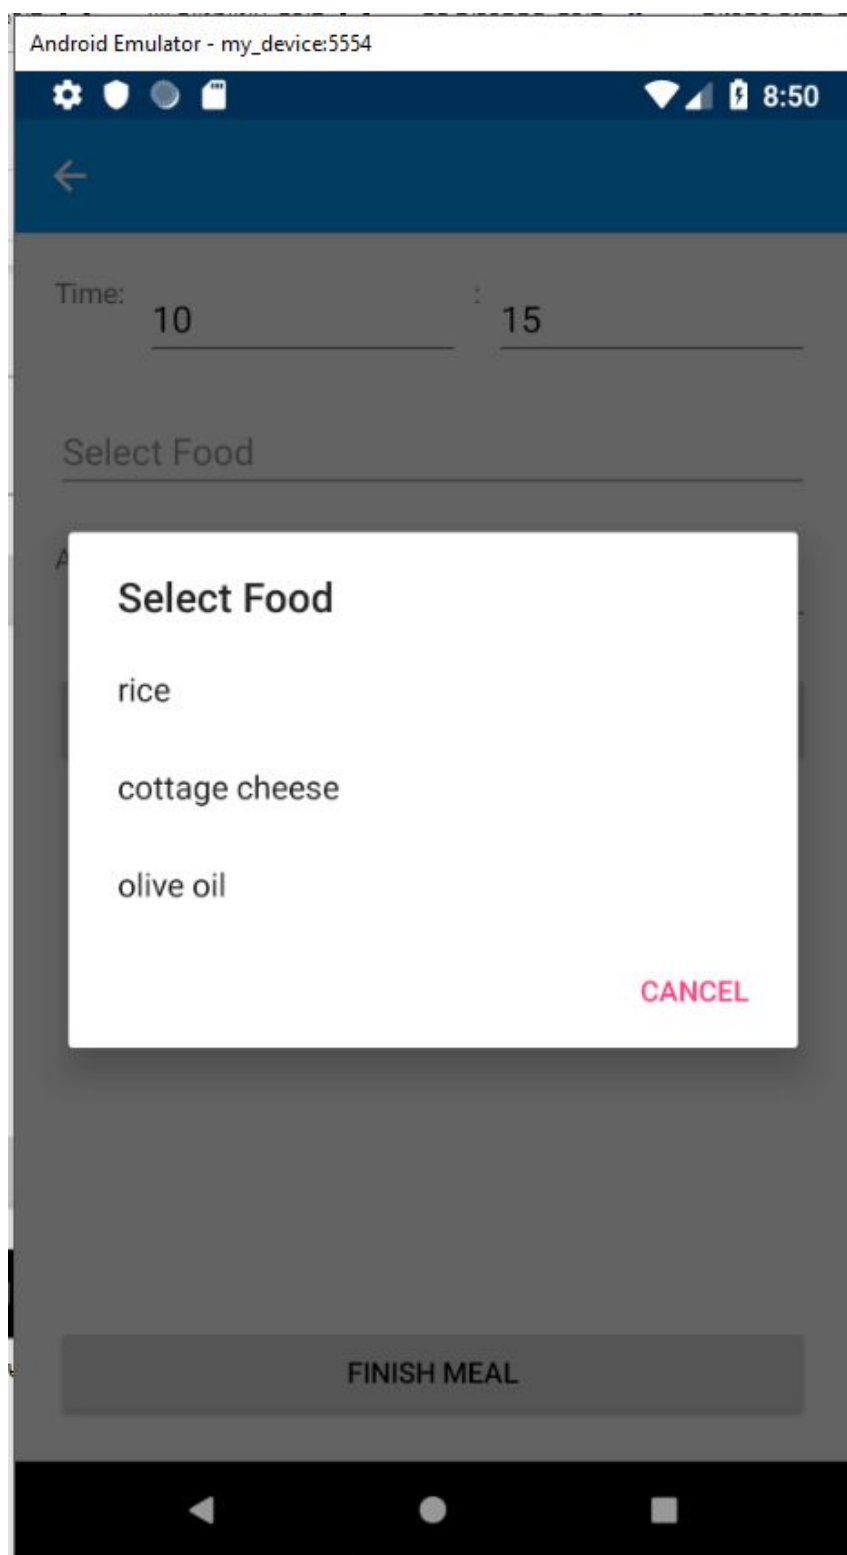 Android Emulator - my_device:5554
8:50
Time: 10 : 15
Select Food
A
Select Food
rice
cottage cheese
olive oil
CANCEL
FINISH MEAL